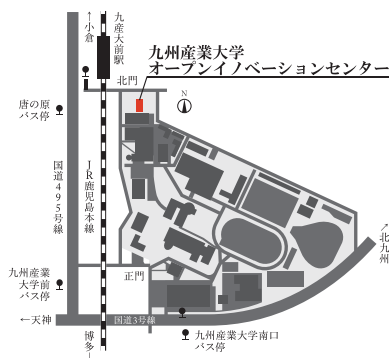 ↑小倉
九産大前駅
九州産業大学
オープンイノベーションセンター
北門
N
唐の原
バス停
国道495号線
JR鹿児島本線
↗北九州
九州産業
大学前
バス停
正門
←天神
国道3号線
博多↓
九州産業大学南口
バス停